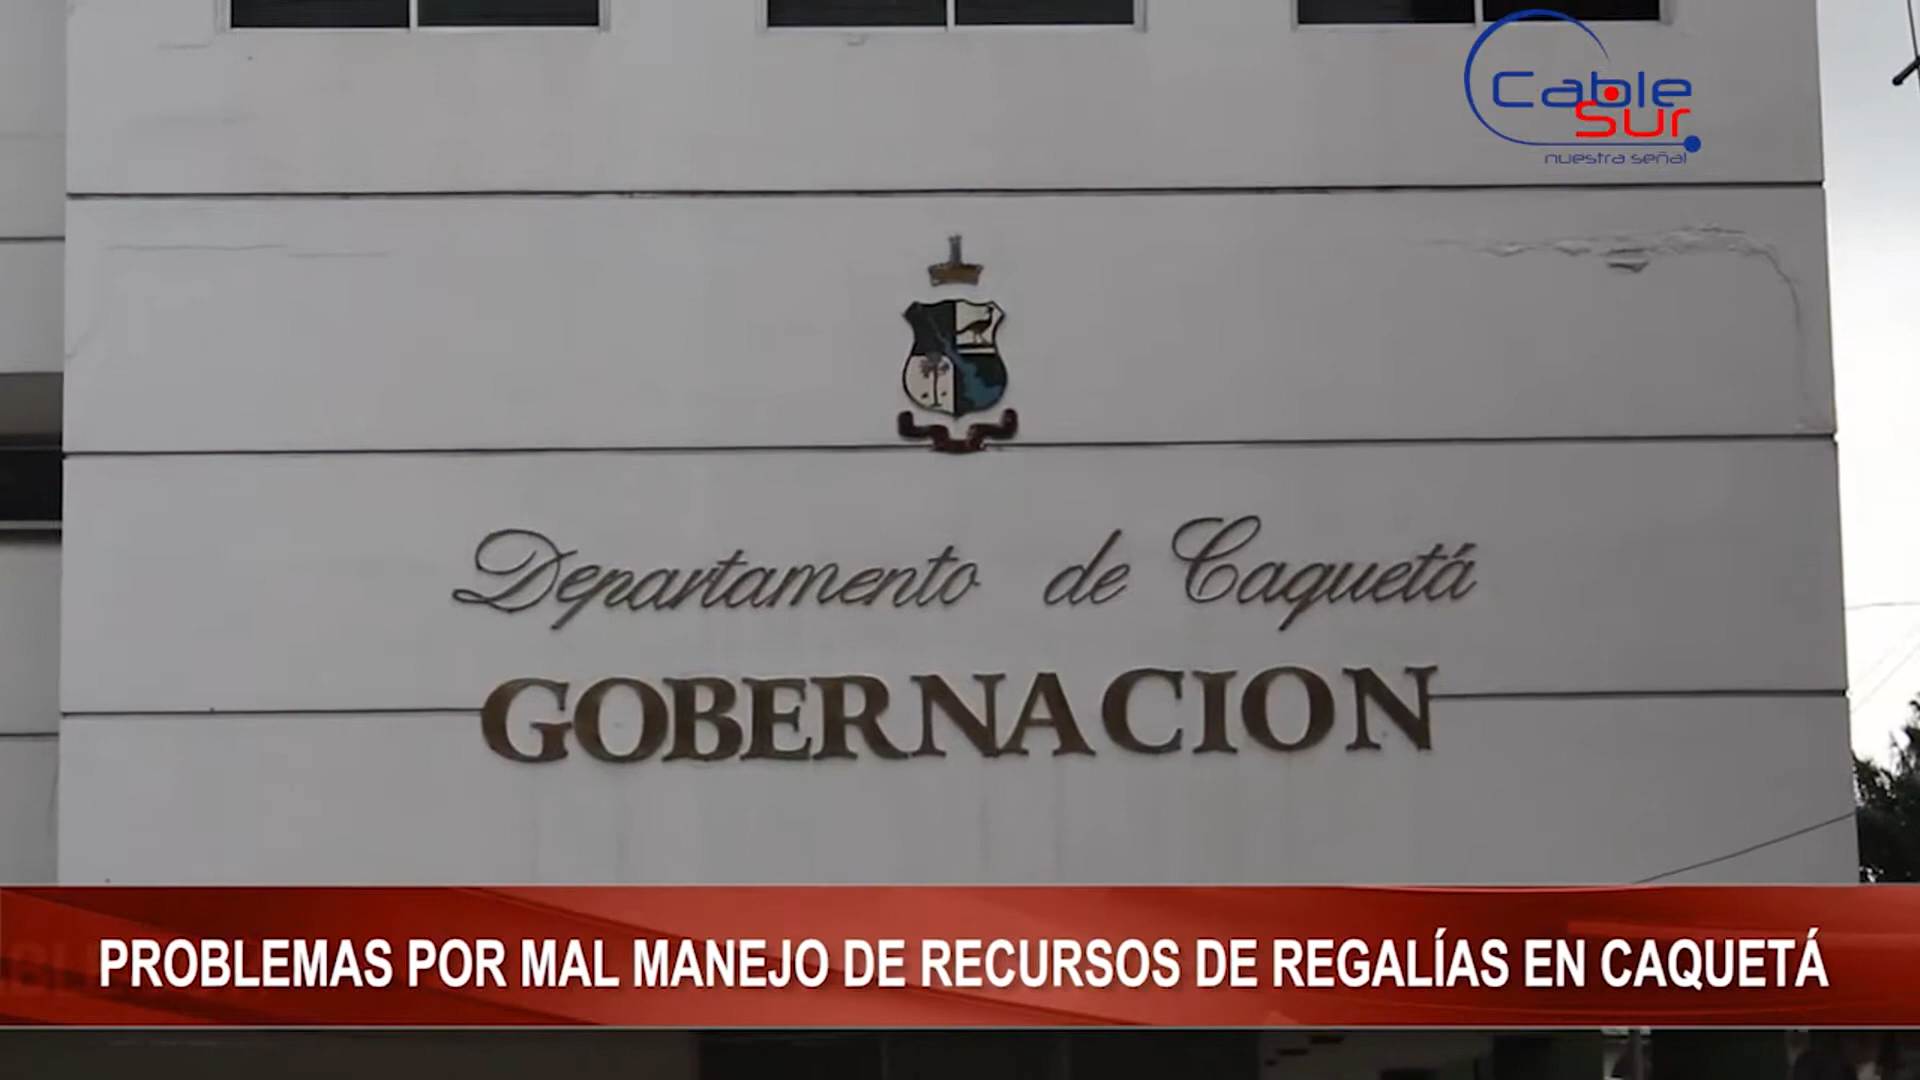 Cable
Sur
nuestra señal
Departamento de Caquetá
GOBERNACION
PROBLEMAS POR MAL MANEJO DE RECURSOS DE REGALÍAS EN CAQUETÁ